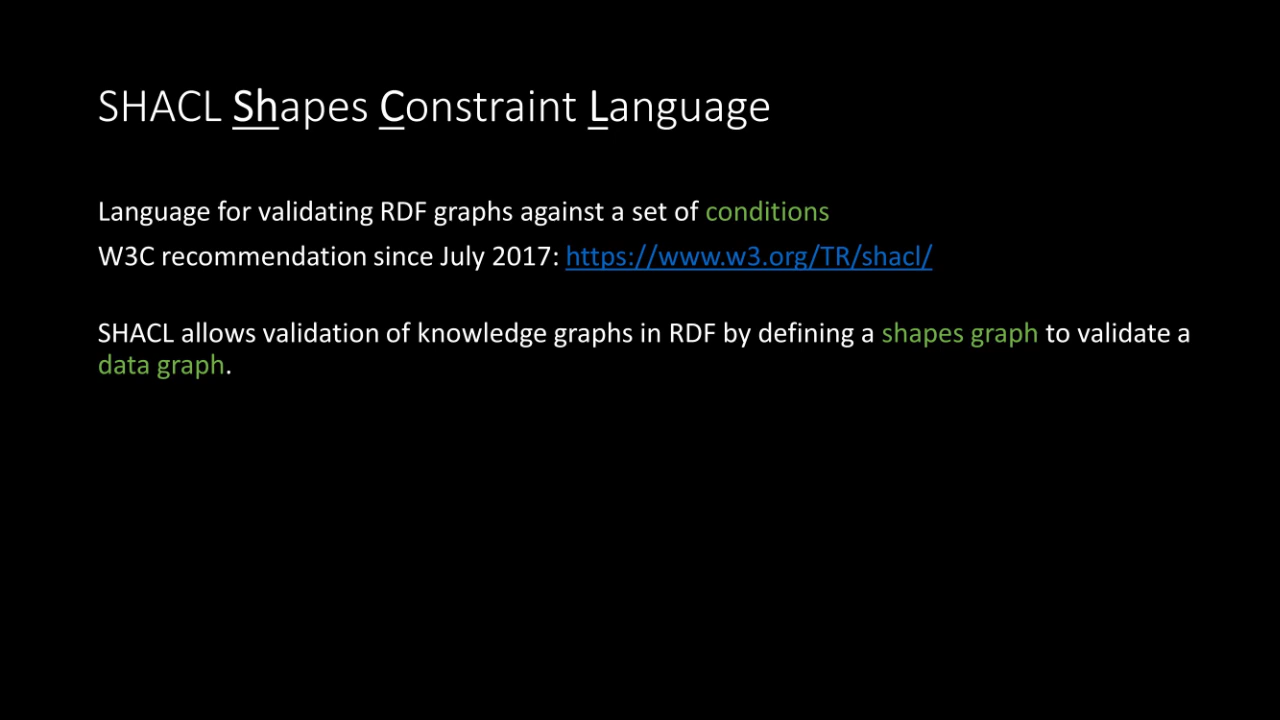 SHACL Shapes Constraint Language
Language for validating RDF graphs against a set of conditions
W3C recommendation since July 2017: https://www.w3.org/TR/shacl/
SHACL allows validation of knowledge graphs in RDF by defining a shapes graph to validate a
data graph.